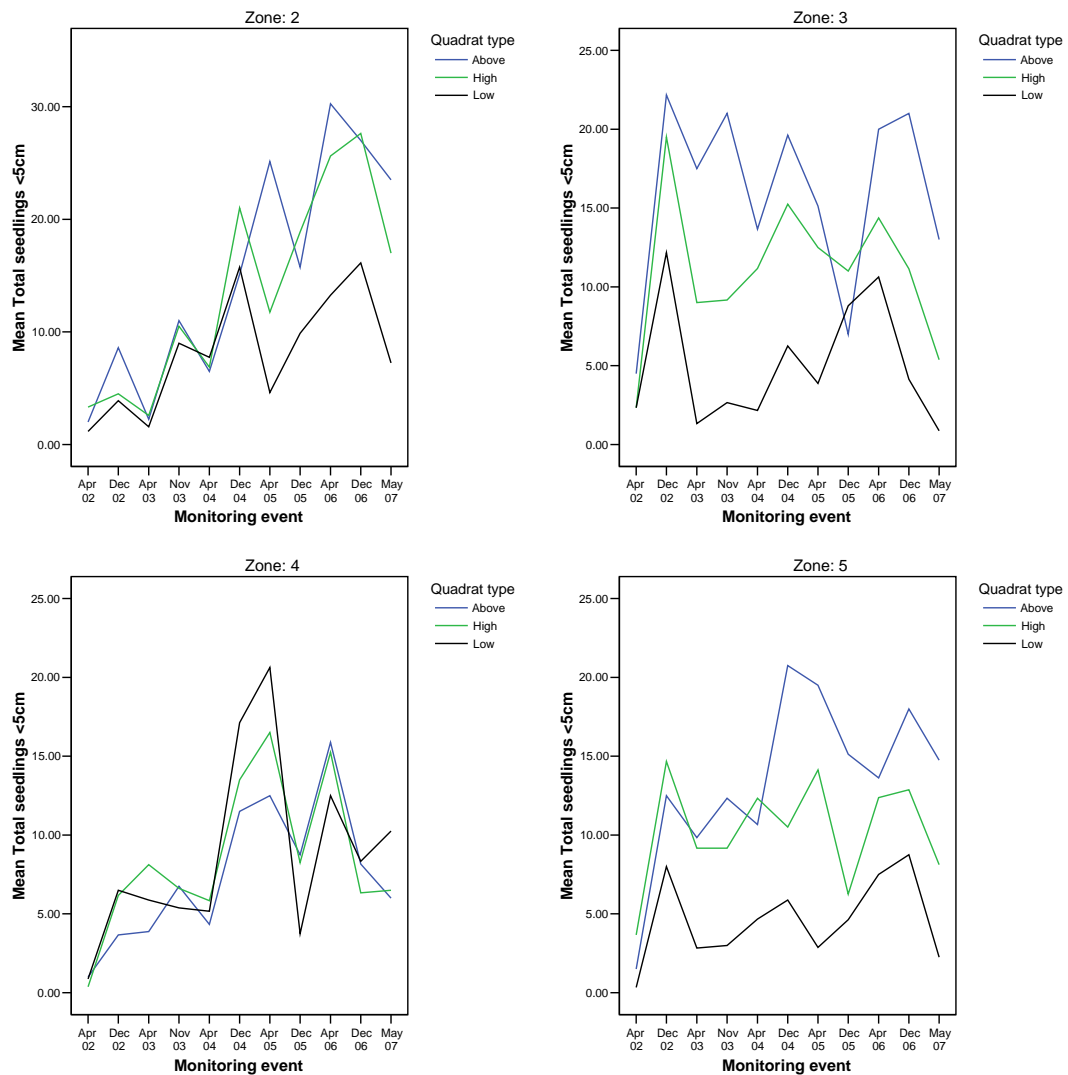 Zone: 2
Mean Total seedlings <5cm
30.00
20.00
10.00
0.00
Apr 02 Dec 02 Apr 03 Nov 03 Apr 04 Dec 04 Apr 05 Dec 05 Apr 06 Dec 06 May 07
Monitoring event
Quadrat type
Above
High
Low
Zone: 3
Mean Total seedlings <5cm
25.00
20.00
15.00
10.00
5.00
0.00
Apr 02 Dec 02 Apr 03 Nov 03 Apr 04 Dec 04 Apr 05 Dec 05 Apr 06 Dec 06 May 07
Monitoring event
Quadrat type
Above
High
Low
Zone: 4
Mean Total seedlings <5cm
25.00
20.00
15.00
10.00
5.00
0.00
Apr 02 Dec 02 Apr 03 Nov 03 Apr 04 Dec 04 Apr 05 Dec 05 Apr 06 Dec 06 May 07
Monitoring event
Quadrat type
Above
High
Low
Zone: 5
Mean Total seedlings <5cm
25.00
20.00
15.00
10.00
5.00
0.00
Apr 02 Dec 02 Apr 03 Nov 03 Apr 04 Dec 04 Apr 05 Dec 05 Apr 06 Dec 06 May 07
Monitoring event
Quadrat type
Above
High
Low